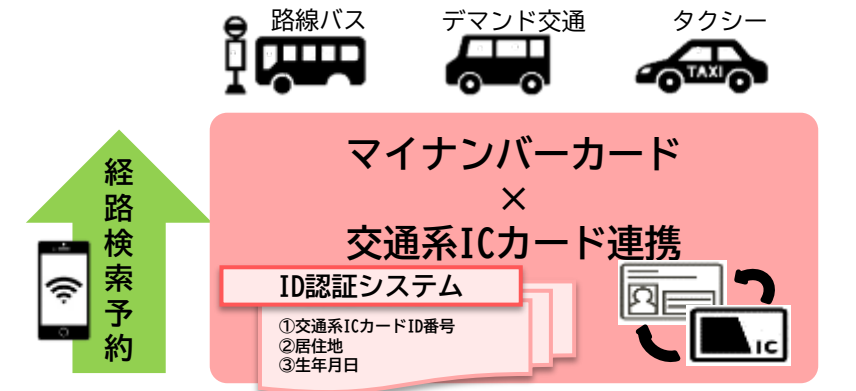 路線バス
デマンド交通
タクシー
TAXI
マイナンバーカード
×
交通系ICカード連携
経路検索予約
ID認証システム
①交通系ICカードID番号
②居住地
③生年月日
IC